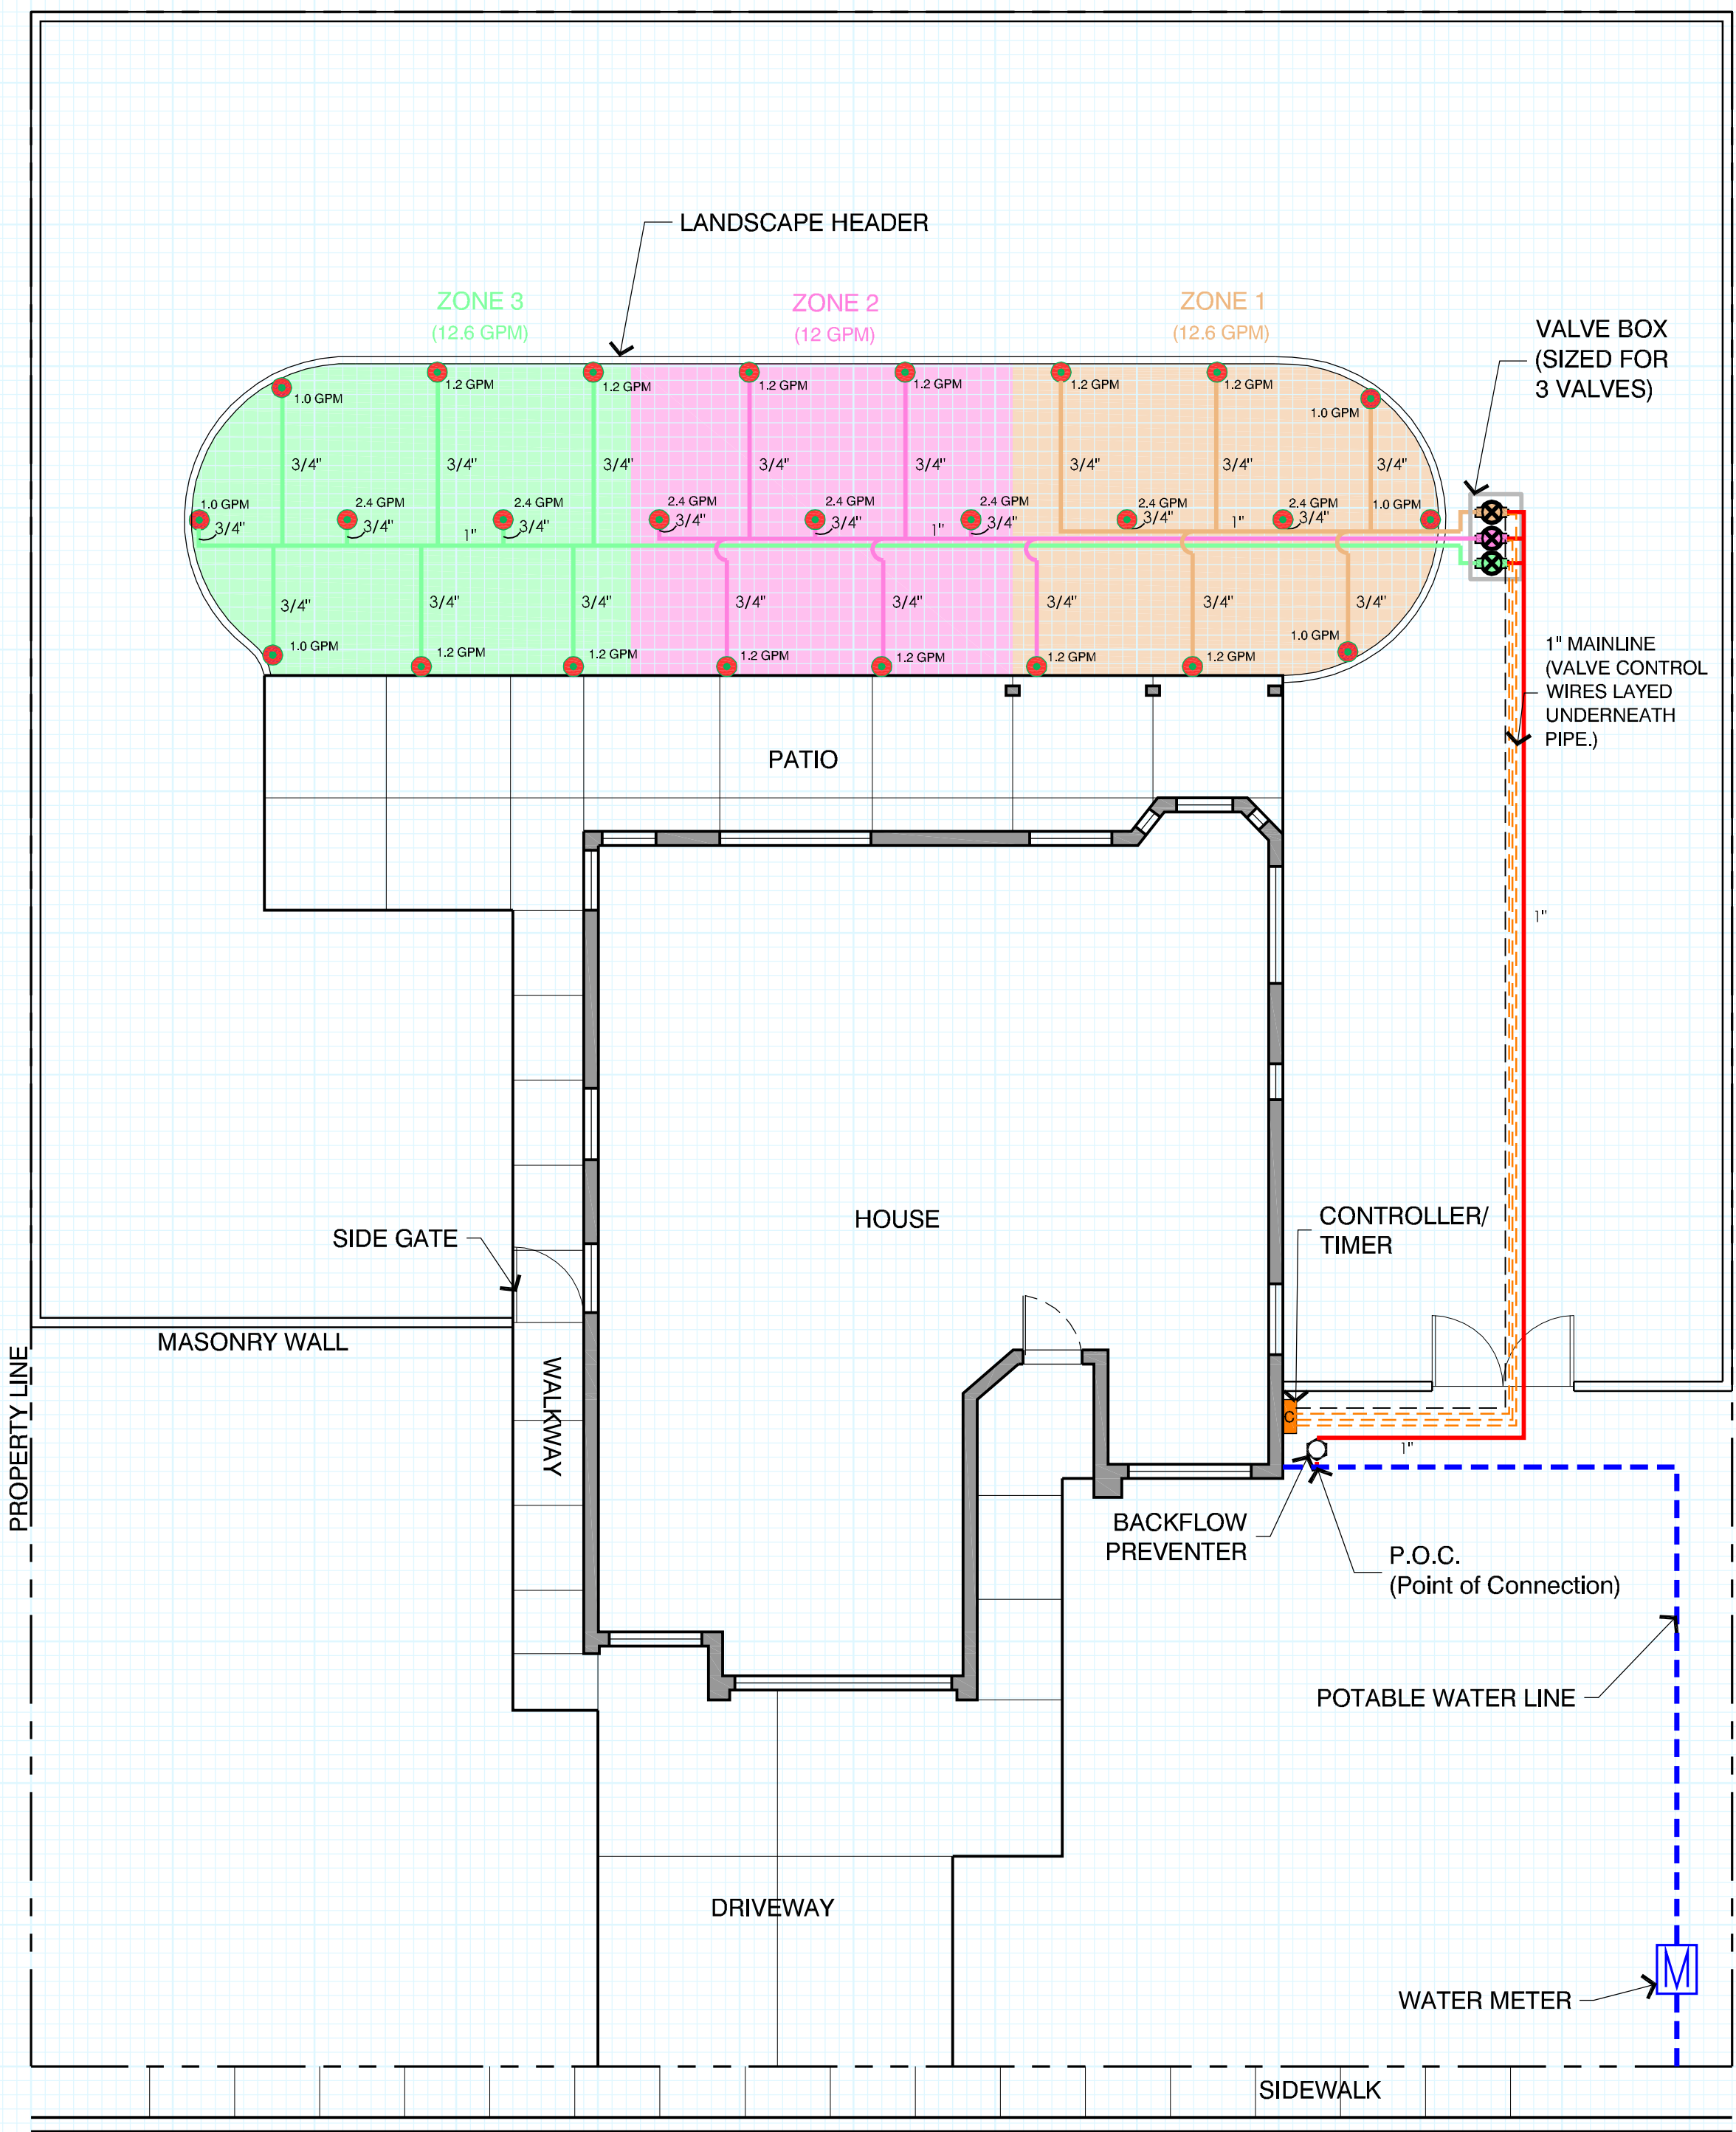 LANDSCAPE HEADER
ZONE 3
(12.6 GPM)
ZONE 2
(12 GPM)
ZONE 1
(12.6 GPM)
VALVE BOX
(SIZED FOR
3 VALVES)
1.0 GPM
1.2 GPM
1.2 GPM
1.2 GPM
1.2 GPM
1.2 GPM
1.2 GPM
1.0 GPM
3/4"
3/4"
3/4"
3/4"
3/4"
3/4"
3/4"
3/4"
1.0 GPM
2.4 GPM
2.4 GPM
2.4 GPM
2.4 GPM
2.4 GPM
2.4 GPM
2.4 GPM
1.0 GPM
3/4"
3/4"
1"
3/4"
3/4"
3/4"
1"
3/4"
3/4"
1"
3/4"
3/4"
3/4"
3/4"
3/4"
3/4"
3/4"
3/4"
3/4"
1.0 GPM
1.2 GPM
1.2 GPM
1.2 GPM
1.2 GPM
1.2 GPM
1.2 GPM
1.0 GPM
1" MAINLINE
(VALVE CONTROL
WIRES LAYED
UNDERNEATH
PIPE.)
PATIO
1"
HOUSE
SIDE GATE
CONTROLLER/
TIMER
MASONRY WALL
PROPERTY LINE
WALKWAY
C
1"
BACKFLOW
PREVENTER
P.O.C.
(Point of Connection)
POTABLE WATER LINE
DRIVEWAY
M
WATER METER
SIDEWALK